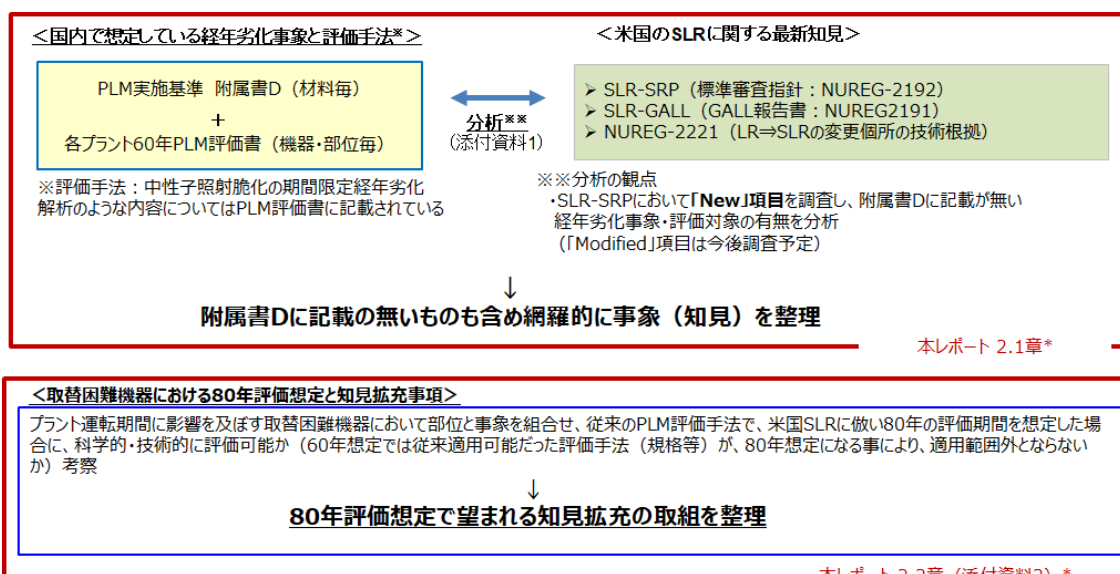 ＜国内で想定している経年劣化事象と評価手法※＞
PLM実施基準 附属書D（材料毎）
+
各プラント60年PLM評価書（機器・部位毎）
※評価手法：中性子照射脆化の期間限定経年劣化
解析のような内容についてはPLM評価書に記載されている
分析※※
(添付資料1)
＜米国のSLRに関する最新知見＞
➢ SLR-SRP（標準審査指針：NUREG-2192）
➢ SLR-GALL（GALL報告書：NUREG2191）
➢ NUREG-2221（LR⇒SLRの変更個所の技術根拠）
※※分析の観点
・SLR-SRPにおいて「New」項目を調査し、附属書Dに記載が無い
経年劣化事象・評価対象の有無を分析
（「Modified」項目は今後調査予定）
↓
附属書Dに記載の無いものも含め網羅的に事象（知見）を整理
本レポート 2.1章*
＜取替困難機器における80年評価想定と知見拡充事項＞
プラント運転期間に影響を及ぼす取替困難機器において部位と事象を組合せ、従来のPLM評価手法で、米国SLRに倣い80年の評価期間を想定した場
合に、科学的・技術的に評価可能か（60年想定では従来適用可能だった評価手法（規格等）が、80年想定になる事により、適用範囲外とならない
か）考察
↓
80年評価想定で望まれる知見拡充の取組を整理